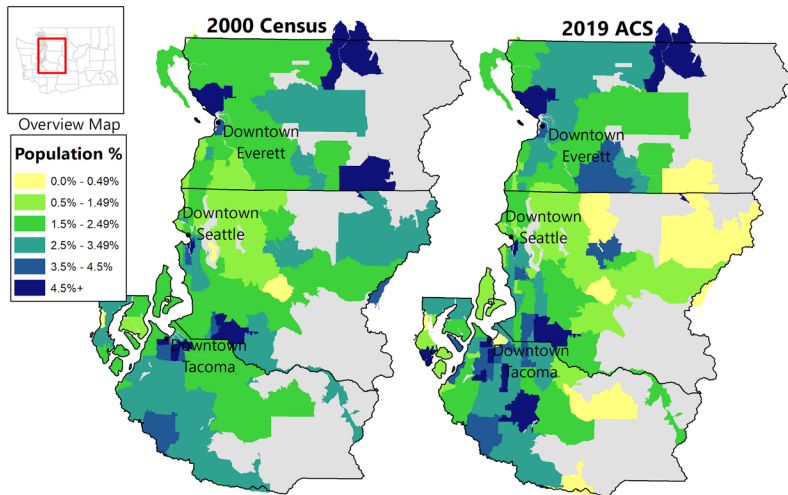 2000 Census
2019 ACS
Overview Map
Population %
0.0% - 0.49%
0.5% - 1.49%
1.5% - 2.49%
2.5% - 3.49%
3.5% - 4.5%
4.5%+
Downtown
Everett
Downtown
Seattle
Downtown
Tacoma
Downtown
Everett
Downtown
Seattle
Downtown
Tacoma